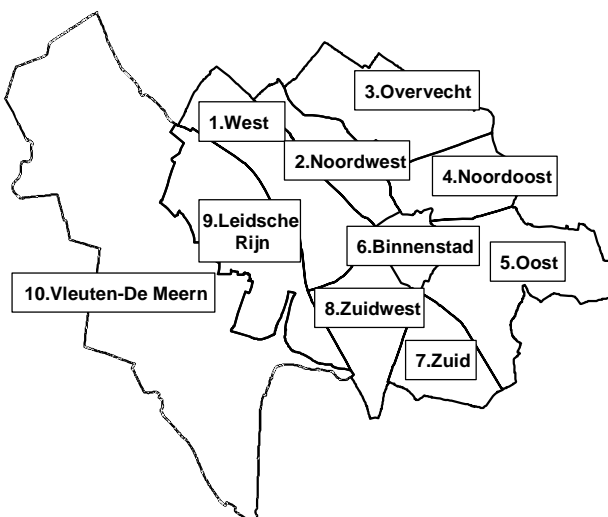 3.Overvecht
1.West
2.Noordwest
4.Noordoost
9.Leidsche
Rijn
6.Binnenstad
5.Oost
10.Vleuten-De Meern
8.Zuidwest
7.Zuid